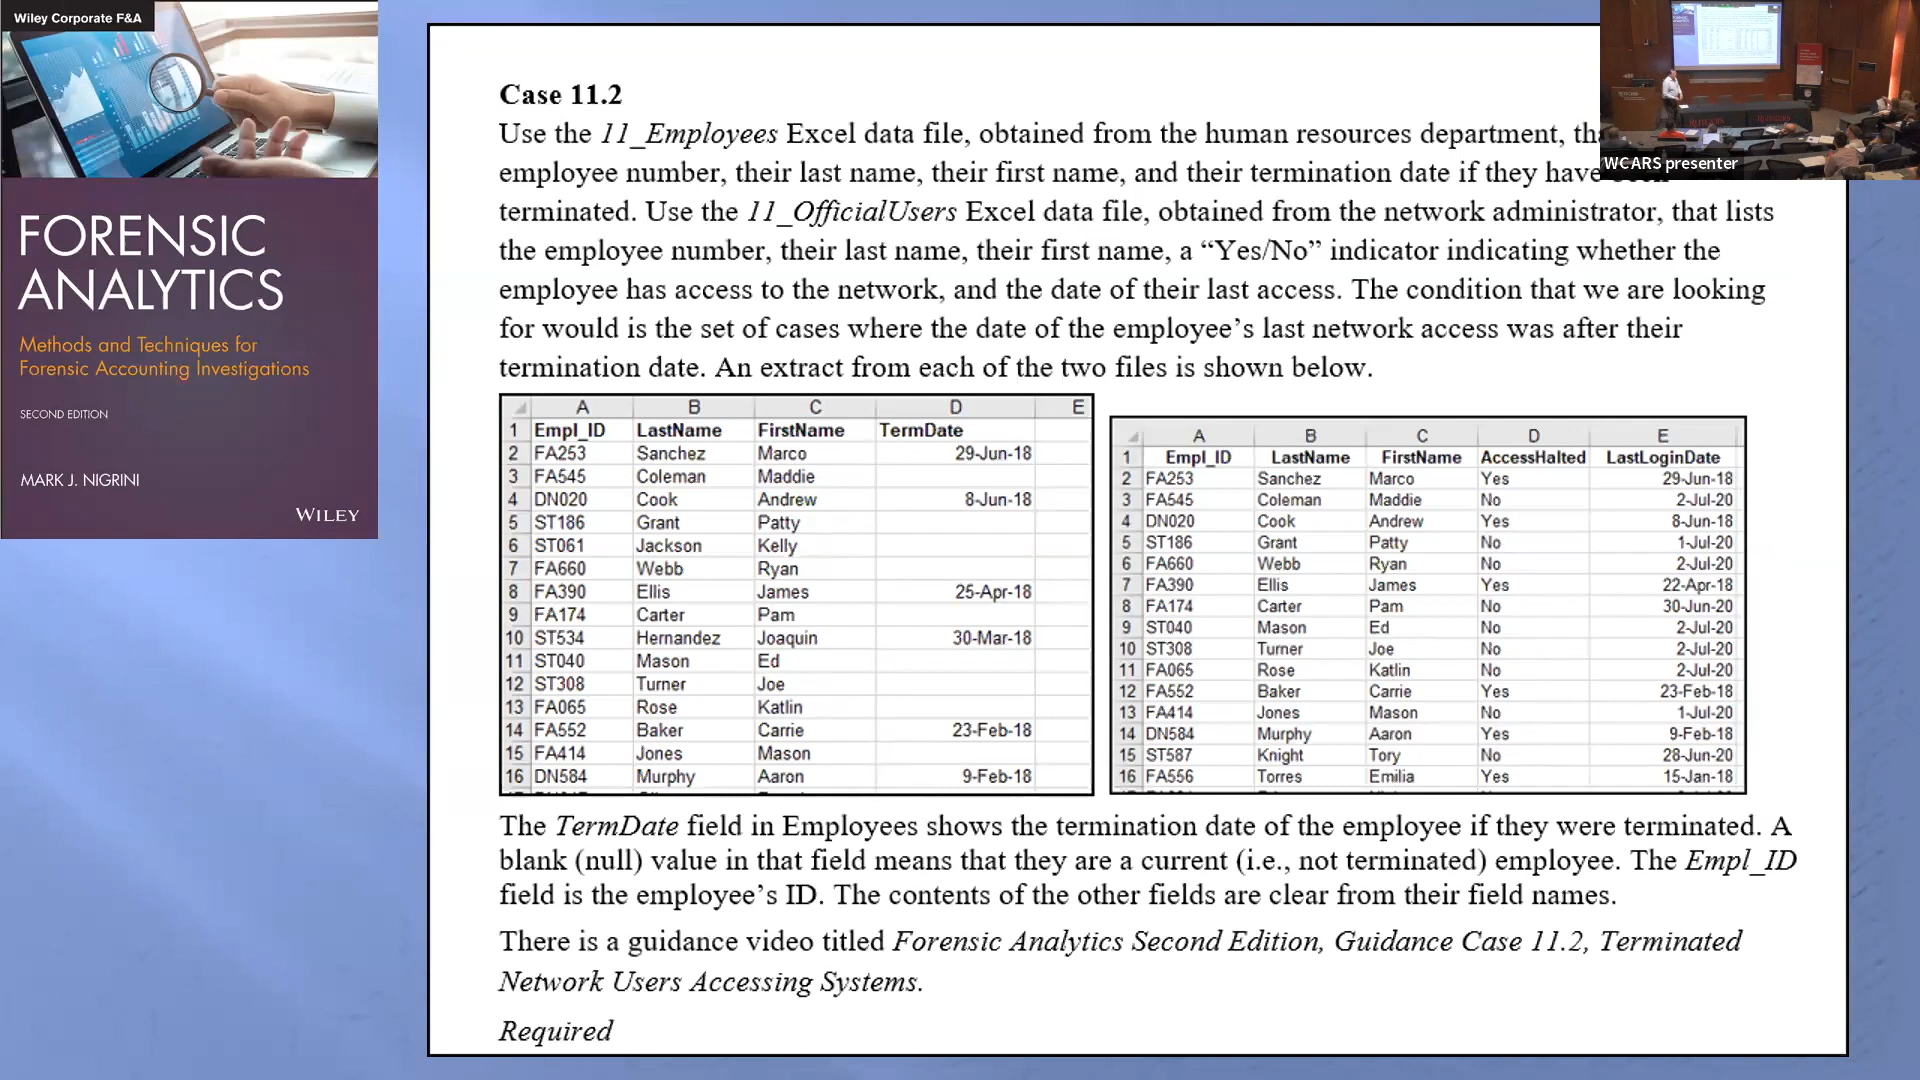 Wiley Corporate F&A
FORENSIC
ANALYTICS
Methods and Techniques for
Forensic Accounting Investigations
SECOND EDITION
MARK J. NIGRINI
WILEY
Case 11.2
Use the 11_Employees Excel data file, obtained from the human resources department,
employee number, their last name, their first name, and their termination date if they have been
terminated. Use the 11_OfficialUsers Excel data file, obtained from the network administrator, that lists
the employee number, their last name, their first name, a “Yes/No” indicator indicating whether the
employee has access to the network, and the date of their last access. The condition that we are looking
for would is the set of cases where the date of the employee’s last network access was after their
termination date. An extract from each of the two files is shown below.
A B C D E
1 Empl_ID LastName FirstName TermDate
2 FA253 Sanchez Marco 29-Jun-18
3 FA545 Coleman Maddie
4 DN020 Cook Andrew 8-Jun-18
5 ST186 Grant Patty
6 ST061 Jackson Kelly
7 FA660 Webb Ryan
8 FA390 Ellis James 25-Apr-18
9 FA174 Carter Pam
10 ST534 Hernandez Joaquin 30-Mar-18
11 ST040 Mason Ed
12 ST308 Turner Joe
13 FA065 Rose Katlin
14 FA552 Baker Carrie 23-Feb-18
15 FA414 Jones Mason
16 DN584 Murphy Aaron 9-Feb-18
A B C D E
1 Empl_ID LastName FirstName AccessHalted LastLoginDate
2 FA253 Sanchez Marco Yes 29-Jun-18
3 FA545 Coleman Maddie No 2-Jul-20
4 DN020 Cook Andrew Yes 8-Jun-18
5 ST186 Grant Patty No 1-Jul-20
6 FA660 Webb Ryan No 2-Jul-20
7 FA390 Ellis James Yes 22-Apr-18
8 FA174 Carter Pam No 30-Jun-20
9 ST040 Mason Ed No 2-Jul-20
10 ST308 Turner Joe No 2-Jul-20
11 FA065 Rose Katlin No 2-Jul-20
12 FA552 Baker Carrie Yes 23-Feb-18
13 FA414 Jones Mason No 1-Jul-20
14 DN584 Murphy Aaron Yes 9-Feb-18
15 ST587 Knight Tory No 28-Jun-20
16 FA556 Torres Emilia Yes 15-Jan-18
The TermDate field in Employees shows the termination date of the employee if they were terminated. A
blank (null) value in that field means that they are a current (i.e., not terminated) employee. The Empl_ID
field is the employee’s ID. The contents of the other fields are clear from their field names.
There is a guidance video titled Forensic Analytics Second Edition, Guidance Case 11.2, Terminated
Network Users Accessing Systems.
Required
WCARS presenter